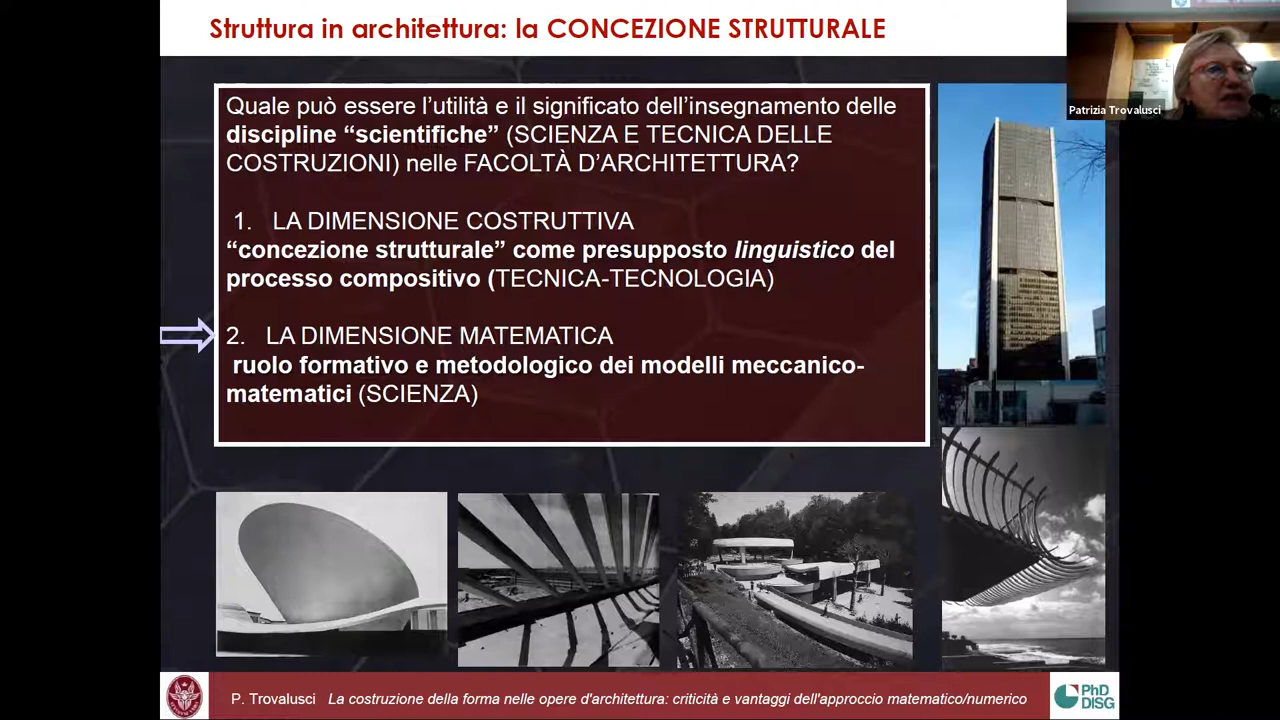 Struttura in architettura: la CONCEZIONE STRUTTURALE
Patrizia Trovalusci
Quale può essere l'utilità e il significato dell'insegnamento delle
discipline “scientifiche” (SCIENZA E TECNICA DELLE
COSTRUZIONI) nelle FACOLTÀ D'ARCHITETTURA?
1. LA DIMENSIONE COSTRUTTIVA
“concezione strutturale” come presupposto linguistico del
processo compositivo (TECNICA-TECNOLOGIA)
2. LA DIMENSIONE MATEMATICA
ruolo formativo e metodologico dei modelli meccanico-
matematici (SCIENZA)
P. Trovalusci La costruzione della forma nelle opere d'architettura: criticità e vantaggi dell'approccio matematico/numerico
PhD
DISG